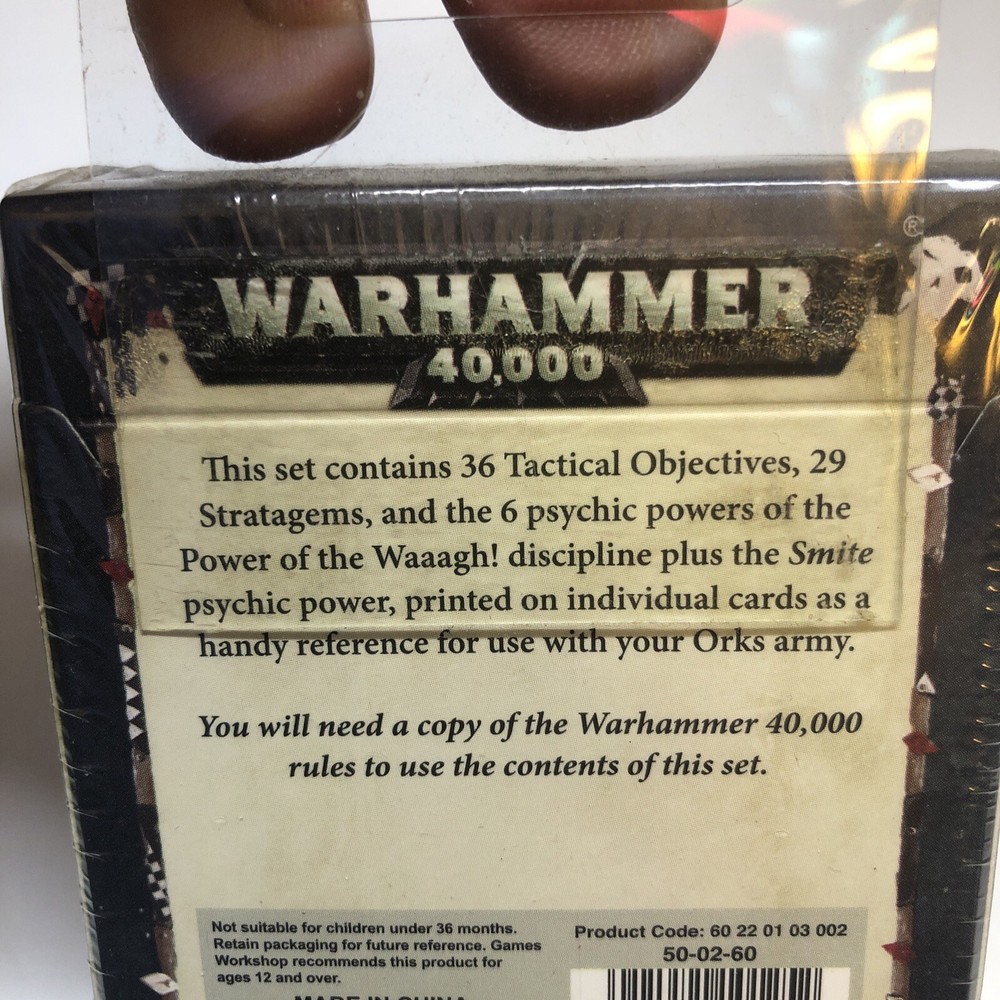 ®
WARHAMMER
40,000
This set contains 36 Tactical Objectives, 29
Stratagems, and the 6 psychic powers of the
Power of the Waaagh! discipline plus the Smite
psychic power, printed on individual cards as a
handy reference for use with your Orks army.
You will need a copy of the Warhammer 40,000
rules to use the contents of this set.
Not suitable for children under 36 months.
Retain packaging for future reference. Games
Workshop recommends this product for
ages 12 and over.
MADE IN CHINA
Product Code: 60 22 01 03 002
50-02-60